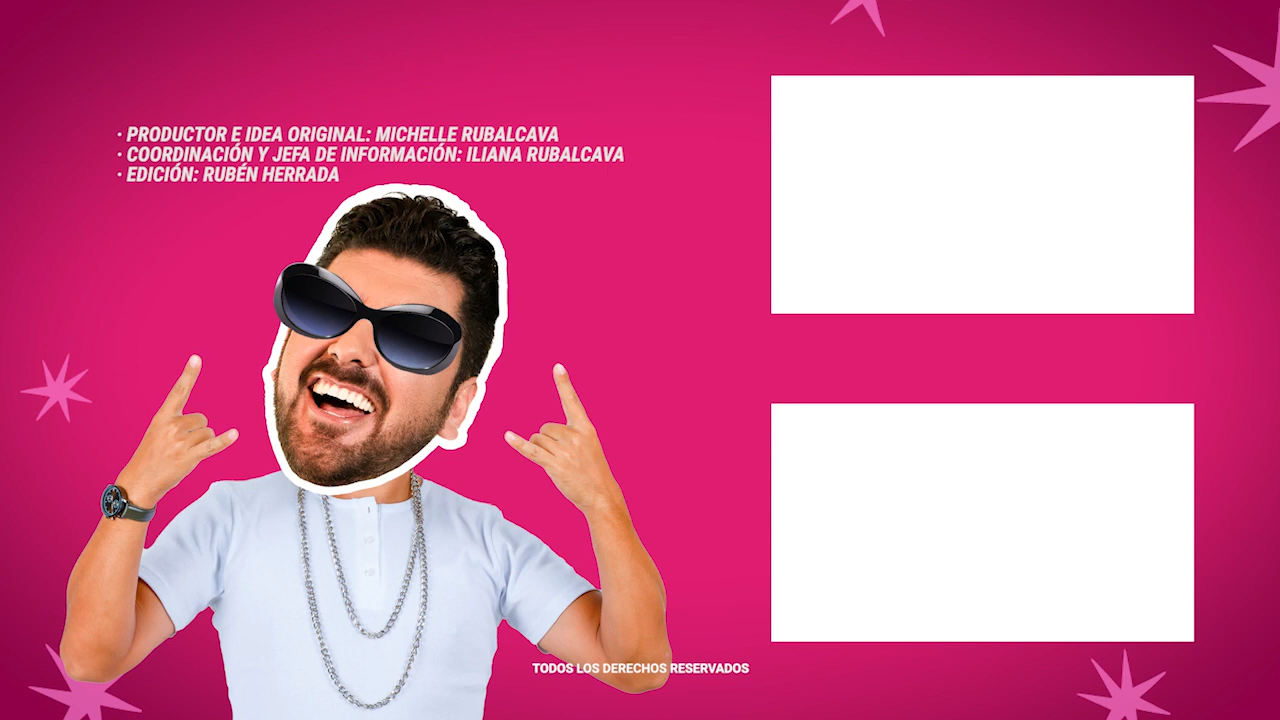 · PRODUCTOR E IDEA ORIGINAL: MICHELLE RUBALCAVA
· COORDINACIÓN Y JEFA DE INFORMACIÓN: ILIANA RUBALCAVA
· EDICIÓN: RUBÉN HERRADA
TODOS LOS DERECHOS RESERVADOS